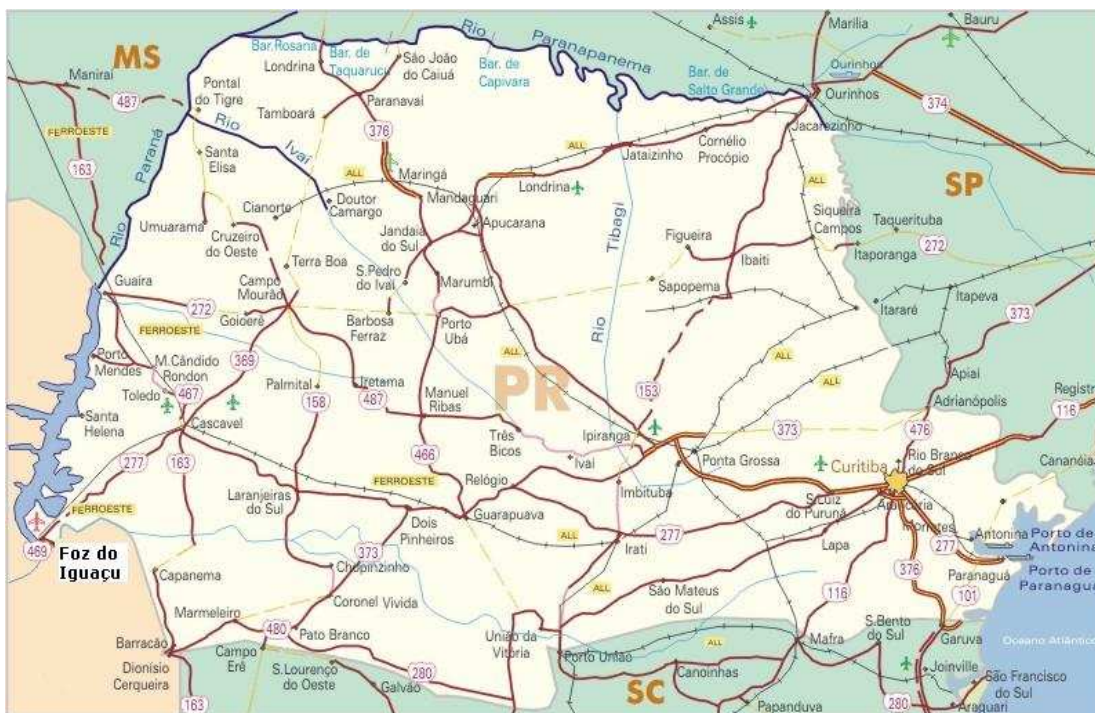 MS
Assis
Marilia
Bauru
Rio
Paranapanema
Bar.Rosana
Bar. de
Taquaruçu
São João
do Caiuá
Bar. de
Capivara
Londrina
Manirai
Pontal
do Tigre
487
Tamboará
Paranavaí
Bar. de
Salto Grande
Ourinhos
Ourinhos
374
FERROESTE
Rio
Ivaí
376
Jacarezinho
Cornélio
Procópio
Jataizinho
ALL
163
Paraná
Rio
Santa
Elisa
ALL
Maringá
Mandaguari
Londrina
ALL
ALL
SP
Cianorte
Doutor
Camargo
Apucarana
Umuarama
Cruzeiro
do Oeste
Jandaia
do Sul
Rio
Tibagi
Figueira
Siqueira
Campos
Taquerituba
272
Itaporanga
Ibaiti
Terra Boa
S.Pedro
do Ivaí
Marumbi
Sapopema
Guaira
Campo
Mourão
272
Goioerê
Barbosa
Ferraz
Porto
Ubá
Itararé
Itapeva
373
FERROESTE
369
Porto
Mendes
M.Cândido
Rondon
Toledo
467
Palmital
Iretama
487
158
Manuel
Ribas
ALL
PR
Rio
153
ALL
ALL
Apiaí
Adrianópolis
Registr
116
Santa
Helena
Cascavel
Três
Bicos
Ipiranga
373
476
277
163
466
Ivaí
Ponta Grossa
Curitiba
Rio Branco
do Sul
Cananéia
FERROESTE
Relógio
Imbituba
Laranjeiras
do Sul
Guarapuava
S.Luiz
do Purunã
Araucária
Morretes
Antonina
FERROESTE
469
Foz do
Iguaçu
Dois
Pinheiros
373
277
Irati
Lapa
277
Porto de
Antonina
Porto de
Paranaguá
Paranaguá
376
101
Capanema
Chopinzinho
Coronel Vivida
ALL
São Mateus
do Sul
116
Marmeleiro
480
Pato Branco
União da
Vitória
Porto União
ALL
Mafra
S.Bento
do Sul
Garuva
Oceano Atlântico
Barracão
Dionísio
Cerqueira
Campo
Erê
S.Lourenço
do Oeste
Galvão
280
SC
Canoinhas
Papanduva
Joinville
São Francisco
do Sul
163
280
Araguari